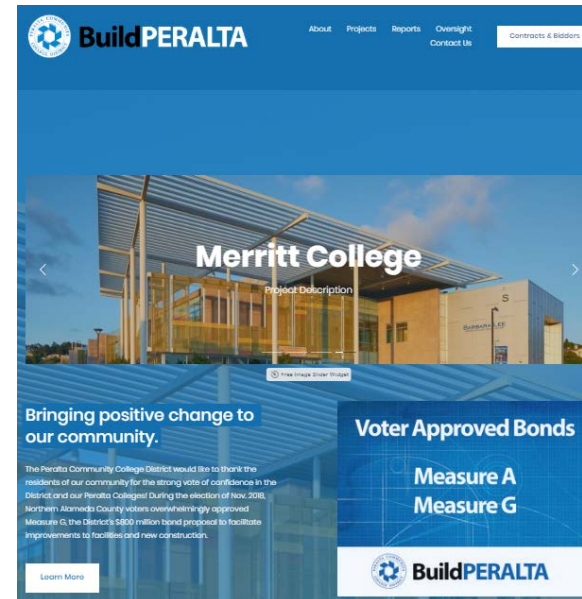 BuildPERALTA
About Projects Reports Oversight
Contact Us
Contracts & Bidders
Merritt College
Project Description
S
BARBARA LEE
Free Image Slider Widget
Bringing positive change to
our community.
The Peralta Community College District would like to thank the
residents of our community for the strong vote of confidence in the
District and our Peralta Colleges! During the election of Nov. 2018,
Northern Alameda County voters overwhelmingly approved
Measure G, the District's $800 million bond proposal to facilitate
improvements to facilities and new construction.
Learn More
Voter Approved Bonds
Measure A
Measure G
BuildPERALTA